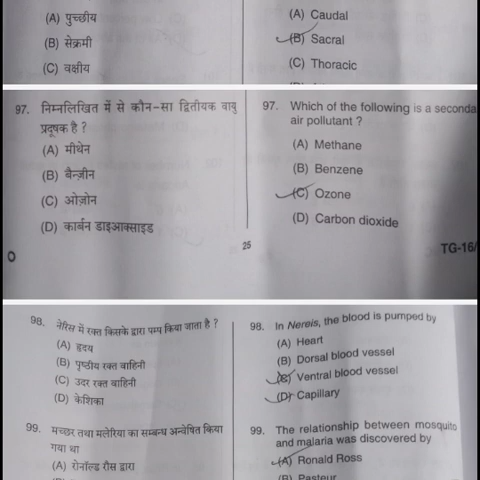 (A) पुच्छीय
(B) सेक्रमी
(C) वक्षीय
(A) Caudal
(B) Sacral
(C) Thoracic
97. निम्नलिखित में से कौन-सा द्वितीयक वायु
प्रदूषक है ?
(A) मीथेन
(B) बैन्ज़ीन
(C) ओज़ोन
(D) कार्बन डाइआक्साइड
97. Which of the following is a seconda
air pollutant ?
(A) Methane
(B) Benzene
(C) Ozone
(D) Carbon dioxide
O
25
TG-16/
98. नेरिस में रक्त किसके द्वारा पम्प किया जाता है ?
(A) हृदय
(B) पृष्ठीय रक्त वाहिनी
(C) उदर रक्त वाहिनी
(D) केशिका
98. In Nereis, the blood is pumped by
(A) Heart
(B) Dorsal blood vessel
(C) Ventral blood vessel
(D) Capillary
99. मच्छर तथा मलेरिया का सम्बन्ध अन्वेषित किया
गया था
(A) रोनॉल्ड रौस द्वारा
99. The relationship between mosquito
and malaria was discovered by
(A) Ronald Ross
(B) Pasteur